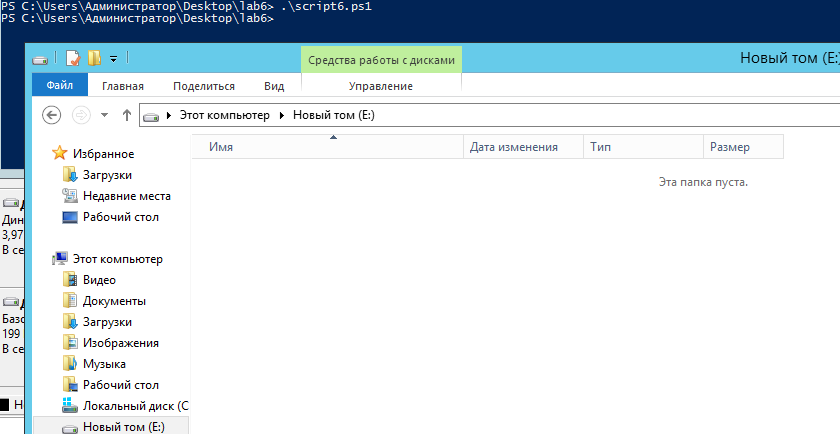 PS C:\Users\Администратор\Desktop\lab6> .\script6.ps1
PS C:\Users\Администратор\Desktop\lab6>
Средства работы с дисками
Новый том (E:)
Файл Главная Поделиться Вид Управление
Этот компьютер Новый том (E:)
Имя Дата изменения Тип Размер
Эта папка пуста.
Избранное
Загрузки
Недавние места
Рабочий стол
Этот компьютер
Видео
Документы
Загрузки
Изображения
Музыка
Рабочий стол
Локальный диск (C
Новый том (E:)
Дин
3,97
В се
Базо
199
В се
Н